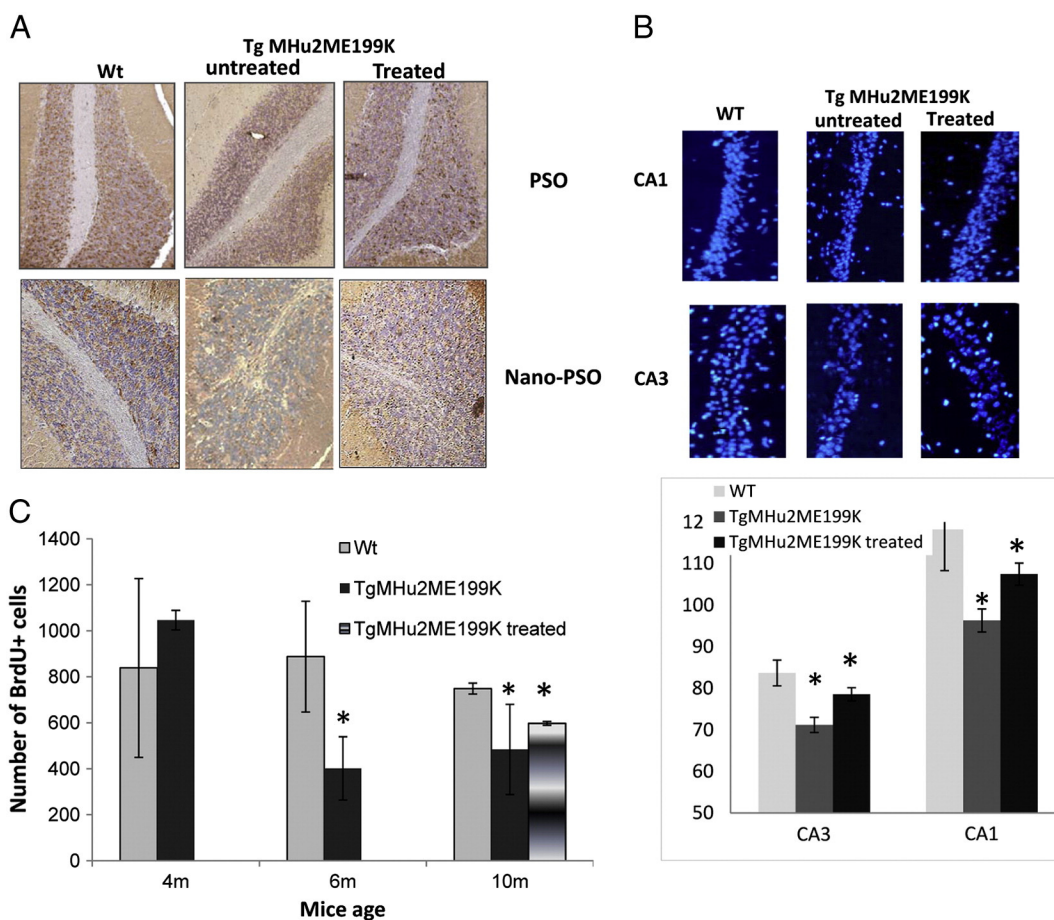 A
Tg MHu2ME199K
Wt
untreated
Treated
PSO
Nano-PSO
B
Tg MHu2ME199K
WT
untreated
Treated
CA1
CA3
WT
TgMHu2ME199K
TgMHu2ME199K treated
12
110
100
90
80
70
60
50
*
*
*
*
CA3
CA1
C
Number of BrdU+ cells
1400
1200
1000
800
600
400
200
0
Wt
TgMHu2ME199K
TgMHu2ME199K treated
*
*
*
4m
6m
10m
Mice age